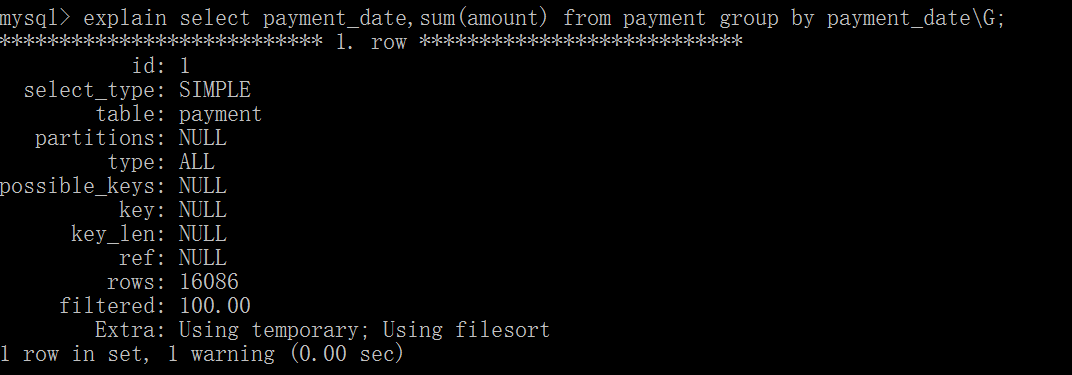 mysql> explain select payment_date,sum(amount) from payment group by payment_date\G;
*************************** 1. row ***************************
id: 1
select_type: SIMPLE
table: payment
partitions: NULL
type: ALL
possible_keys: NULL
key: NULL
key_len: NULL
ref: NULL
rows: 16086
filtered: 100.00
Extra: Using temporary; Using filesort
1 row in set, 1 warning (0.00 sec)